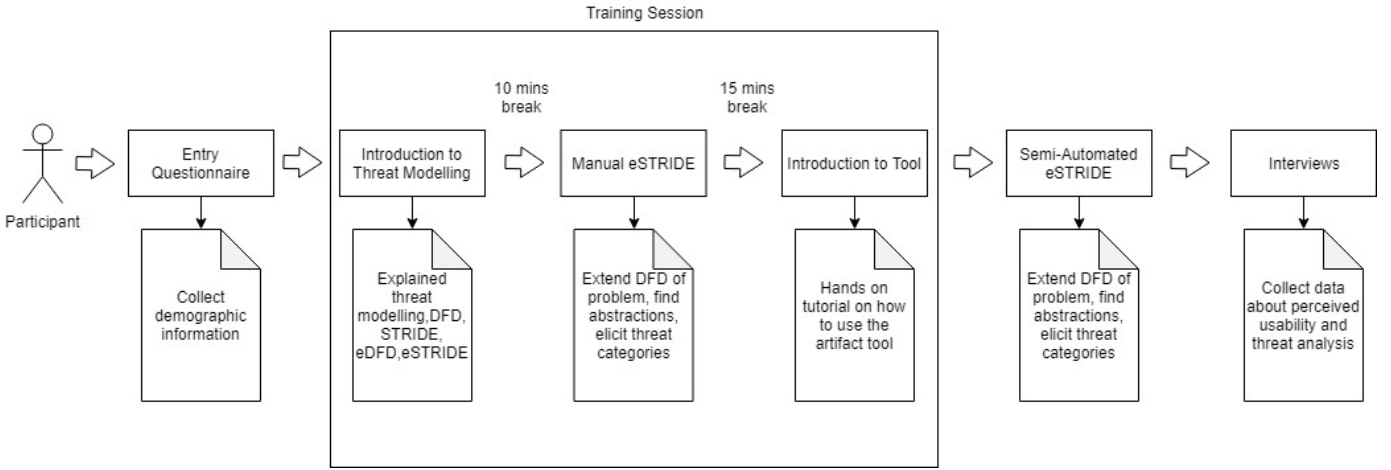 Training Session
10 mins
break
15 mins
break
Participant
Entry
Questionnaire
Introduction to
Threat Modelling
Manual eSTRIDE
Introduction to Tool
Semi-Automated
eSTRIDE
Interviews
Collect
demographic
information
Explained
threat
modelling,DFD,
STRIDE,
eDFD,eSTRIDE
Extend DFD of
problem, find
abstractions,
elicit threat
categories
Hands on
tutorial on how
to use the
artifact tool
Extend DFD of
problem, find
abstractions,
elicit threat
categories
Collect data
about perceived
usability and
threat analysis